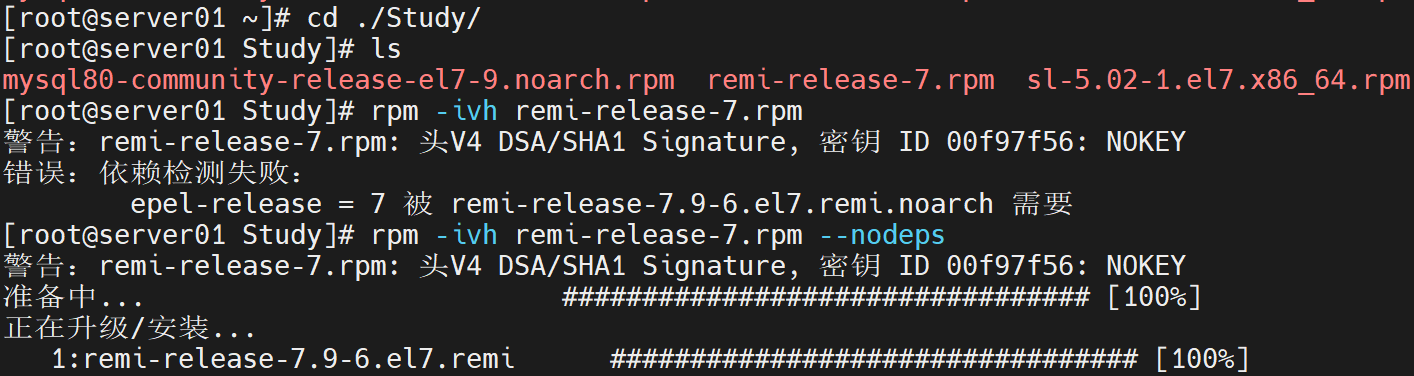 [root@server01 ~]# cd ./Study/
[root@server01 Study]# ls
mysql80-community-release-el7-9.noarch.rpm  remi-release-7.rpm  sl-5.02-1.el7.x86_64.rpm
[root@server01 Study]# rpm -ivh remi-release-7.rpm
警告：remi-release-7.rpm: 头V4 DSA/SHA1 Signature, 密钥 ID 00f97f56: NOKEY
错误：依赖检测失败：
        epel-release = 7 被 remi-release-7.9-6.el7.remi.noarch 需要
[root@server01 Study]# rpm -ivh remi-release-7.rpm --nodeps
警告：remi-release-7.rpm: 头V4 DSA/SHA1 Signature, 密钥 ID 00f97f56: NOKEY
准备中...                          ################################# [100%]
正在升级/安装...
   1:remi-release-7.9-6.el7.remi      ################################# [100%]